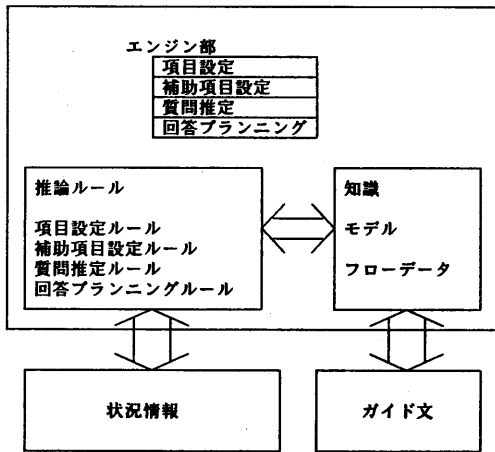 エンジン部
項目設定
補助項目設定
質問推定
回答プランニング
推論ルール
項目設定ルール
補助項目設定ルール
質問推定ルール
回答プランニングルール
知識
モデル
フローデータ
状況情報
ガイド文